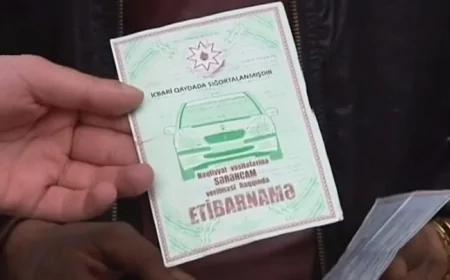 İCBARİ QAYDADA SIĞORTALANMIŞDIR
Nəqliyyat vasitələrinə
SƏRƏNCAM
verilməsi haqqında
ETİBARNAMƏ